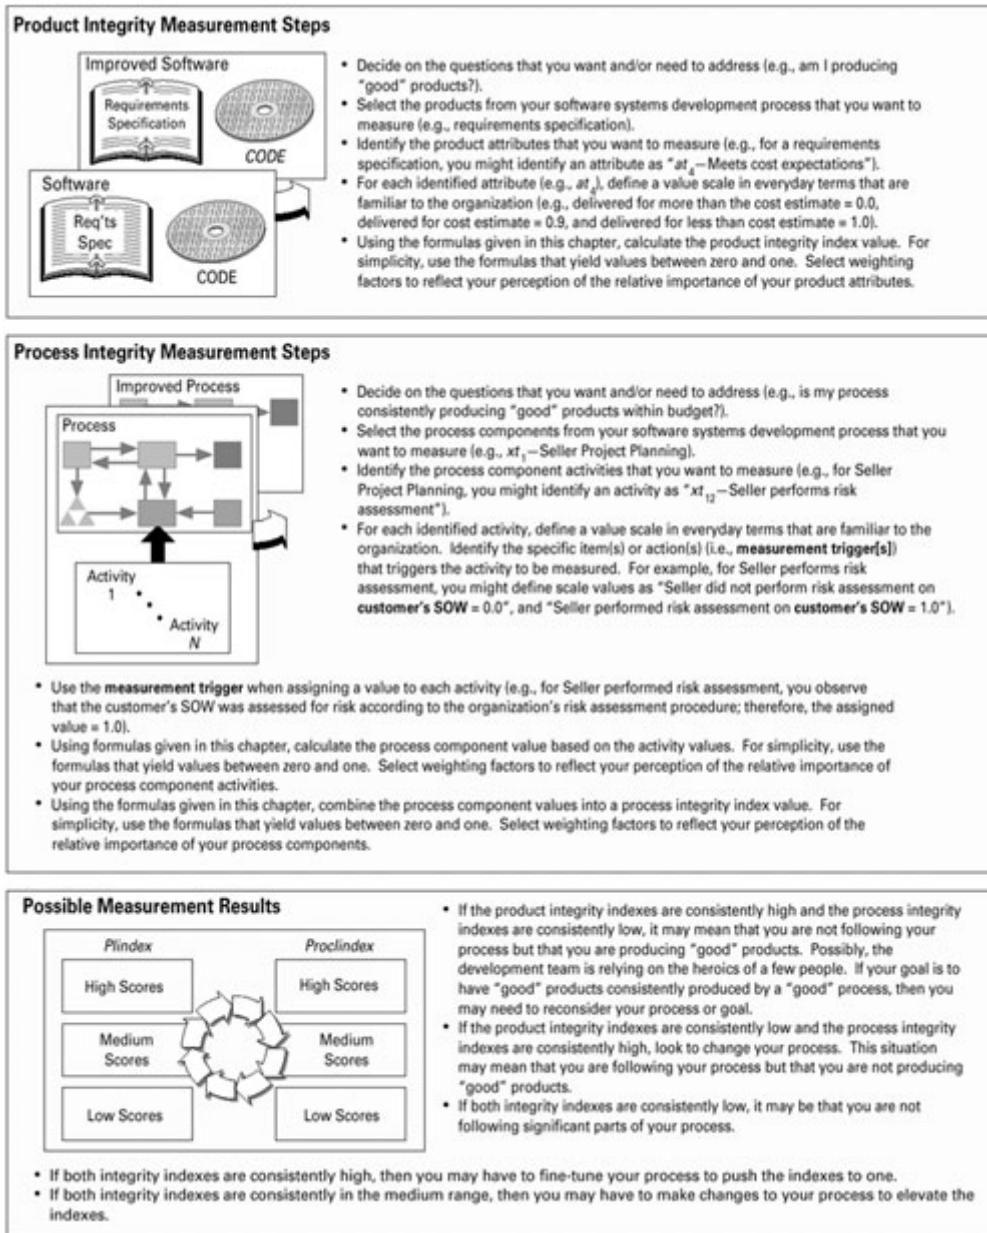 Product Integrity Measurement Steps
Improved Software
Requirements
Specification
CODE
Software
Req'ts
Spec
CODE
• Decide on the questions that you want and/or need to address (e.g., am I producing
"good" products?).
• Select the products from your software systems development process that you want to
measure (e.g., requirements specification).
• Identify the product attributes that you want to measure (e.g., for a requirements
specification, you might identify an attribute as "at4—Meets cost expectations").
• For each identified attribute (e.g., at4), define a value scale in everyday terms that are
familiar to the organization (e.g., delivered for more than the cost estimate = 0.0,
delivered for cost estimate = 0.9, and delivered for less than cost estimate = 1.0).
• Using the formulas given in this chapter, calculate the product integrity index value. For
simplicity, use the formulas that yield values between zero and one. Select weighting
factors to reflect your perception of the relative importance of your product attributes.
Process Integrity Measurement Steps
Improved Process
Process
Activity
1
Activity
N
• Decide on the questions that you want and/or need to address (e.g., is my process
consistently producing "good" products within budget?).
• Select the process components from your software systems development process that you
want to measure (e.g., xt1—Seller Project Planning).
• Identify the process component activities that you want to measure (e.g., for Seller
Project Planning, you might identify an activity as "xt12—Seller performs risk
assessment").
• For each identified activity, define a value scale in everyday terms that are familiar to the
organization. Identify the specific item(s) or action(s) (i.e., measurement trigger[s])
that triggers the activity to be measured. For example, for Seller performs risk
assessment, you might define scale values as "Seller did not perform risk assessment on
customer's SOW = 0.0", and "Seller performed risk assessment on customer's SOW = 1.0").
• Use the measurement trigger when assigning a value to each activity (e.g., for Seller performed risk assessment, you observe
that the customer's SOW was assessed for risk according to the organization's risk assessment procedure; therefore, the assigned
value = 1.0).
• Using formulas given in this chapter, calculate the process component value based on the activity values. For simplicity, use the
formulas that yield values between zero and one. Select weighting factors to reflect your perception of the relative importance of
your process component activities.
• Using the formulas given in this chapter, combine the process component values into a process integrity index value. For
simplicity, use the formulas that yield values between zero and one. Select weighting factors to reflect your perception of the
relative importance of your process components.
Possible Measurement Results
PIindex
ProcIindex
High Scores
High Scores
Medium
Scores
Medium
Scores
Low Scores
Low Scores
• If the product integrity indexes are consistently high and the process integrity
indexes are consistently low, it may mean that you are not following your
process but that you are producing "good" products. Possibly, the
development team is relying on the heroics of a few people. If your goal is to
have "good" products consistently produced by a "good" process, then you
may need to reconsider your process or goal.
• If the product integrity indexes are consistently low and the process integrity
indexes are consistently high, look to change your process. This situation
may mean that you are following your process but that you are not producing
"good" products.
• If both integrity indexes are consistently low, it may be that you are not
following significant parts of your process.
• If both integrity indexes are consistently high, then you may have to fine-tune your process to push the indexes to one.
• If both integrity indexes are consistently in the medium range, then you may have to make changes to your process to elevate the
indexes.